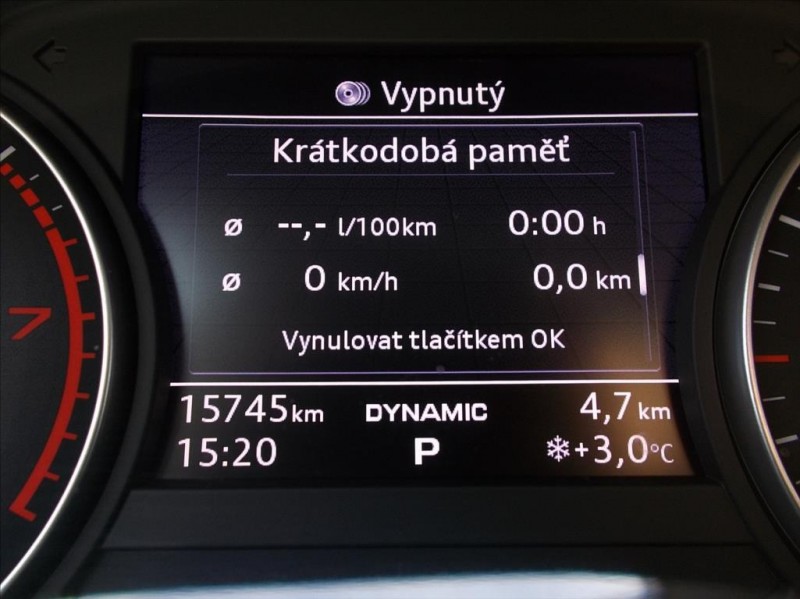 Vypnutý
Krátkodobá paměť
ø --,- l/100km 0:00 h
ø 0 km/h 0,0 km
Vynulovat tlačítkem OK
15745km DYNAMIC 4,7 km
15:20 P +3,0°C
7